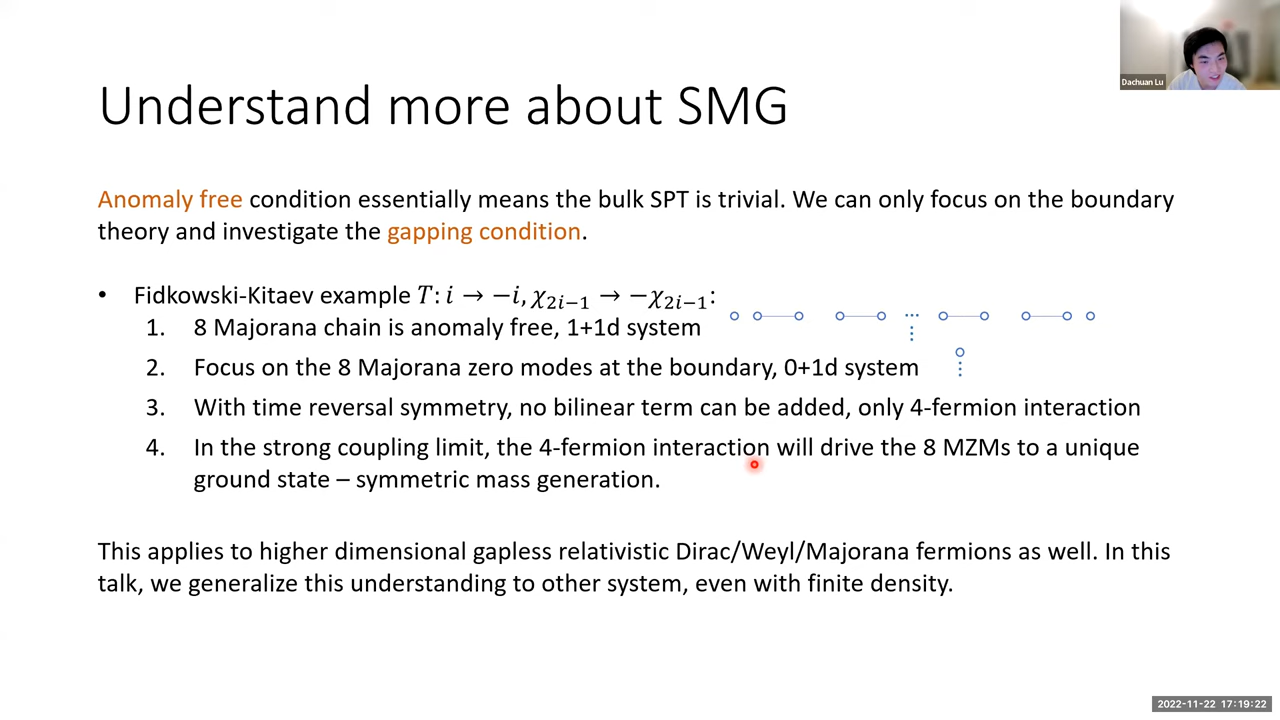 Dachuan Lu
Understand more about SMG
Anomaly free condition essentially means the bulk SPT is trivial. We can only focus on the boundary
theory and investigate the gapping condition.
• Fidkowski-Kitaev example T: i → −i, χ₂ᵢ₋₁ → −χ₂ᵢ₋₁:
1. 8 Majorana chain is anomaly free, 1+1d system
2. Focus on the 8 Majorana zero modes at the boundary, 0+1d system
3. With time reversal symmetry, no bilinear term can be added, only 4-fermion interaction
4. In the strong coupling limit, the 4-fermion interaction will drive the 8 MZMs to a unique
ground state – symmetric mass generation.
This applies to higher dimensional gapless relativistic Dirac/Weyl/Majorana fermions as well. In this
talk, we generalize this understanding to other system, even with finite density.
2022-11-22 17:19:22